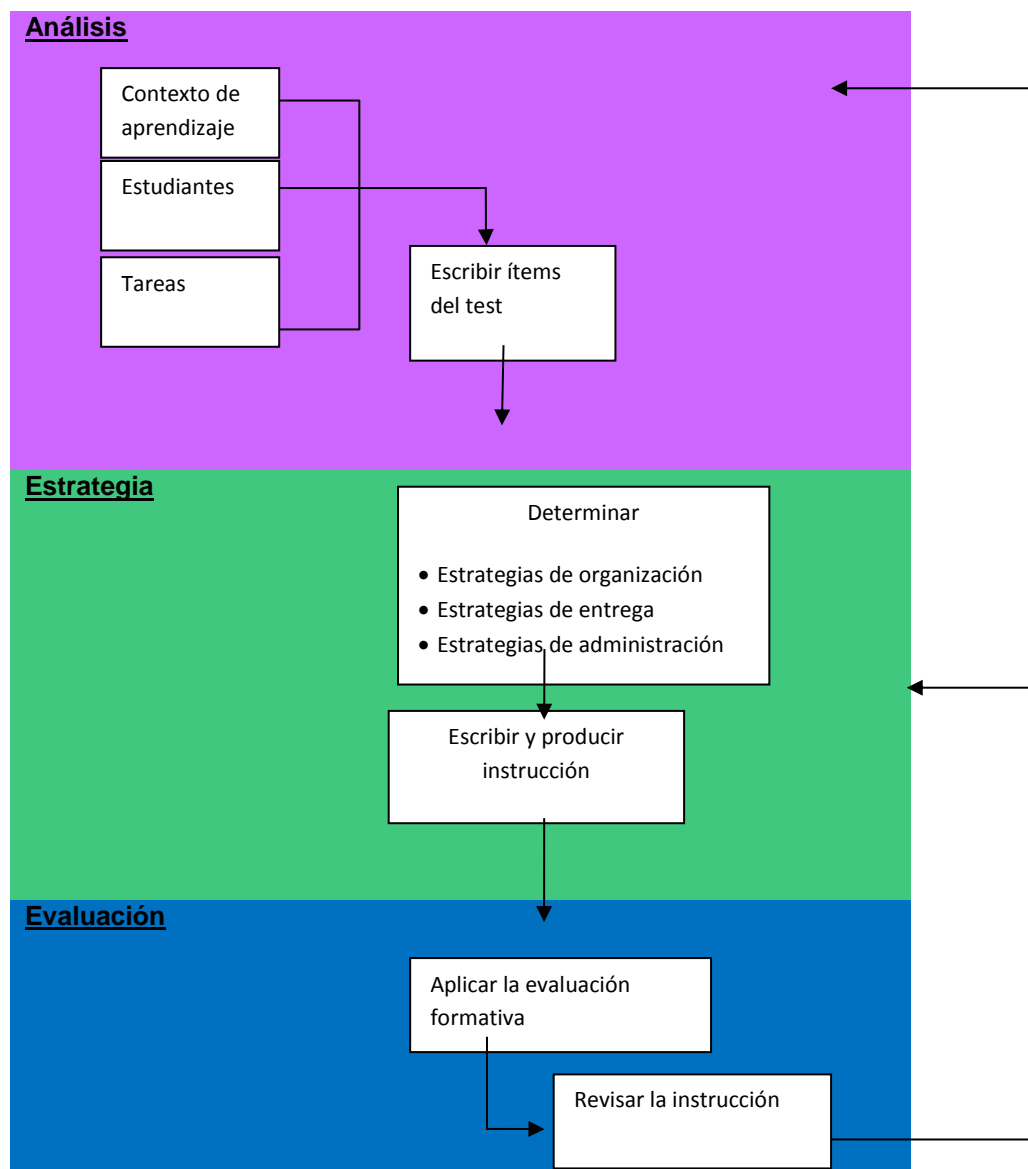 Análisis
Contexto de
aprendizaje
Estudiantes
Tareas
Escribir ítems
del test
Estrategia
Determinar
• Estrategias de organización
• Estrategias de entrega
• Estrategias de administración
Escribir y producir
instrucción
Evaluación
Aplicar la evaluación
formativa
Revisar la instrucción